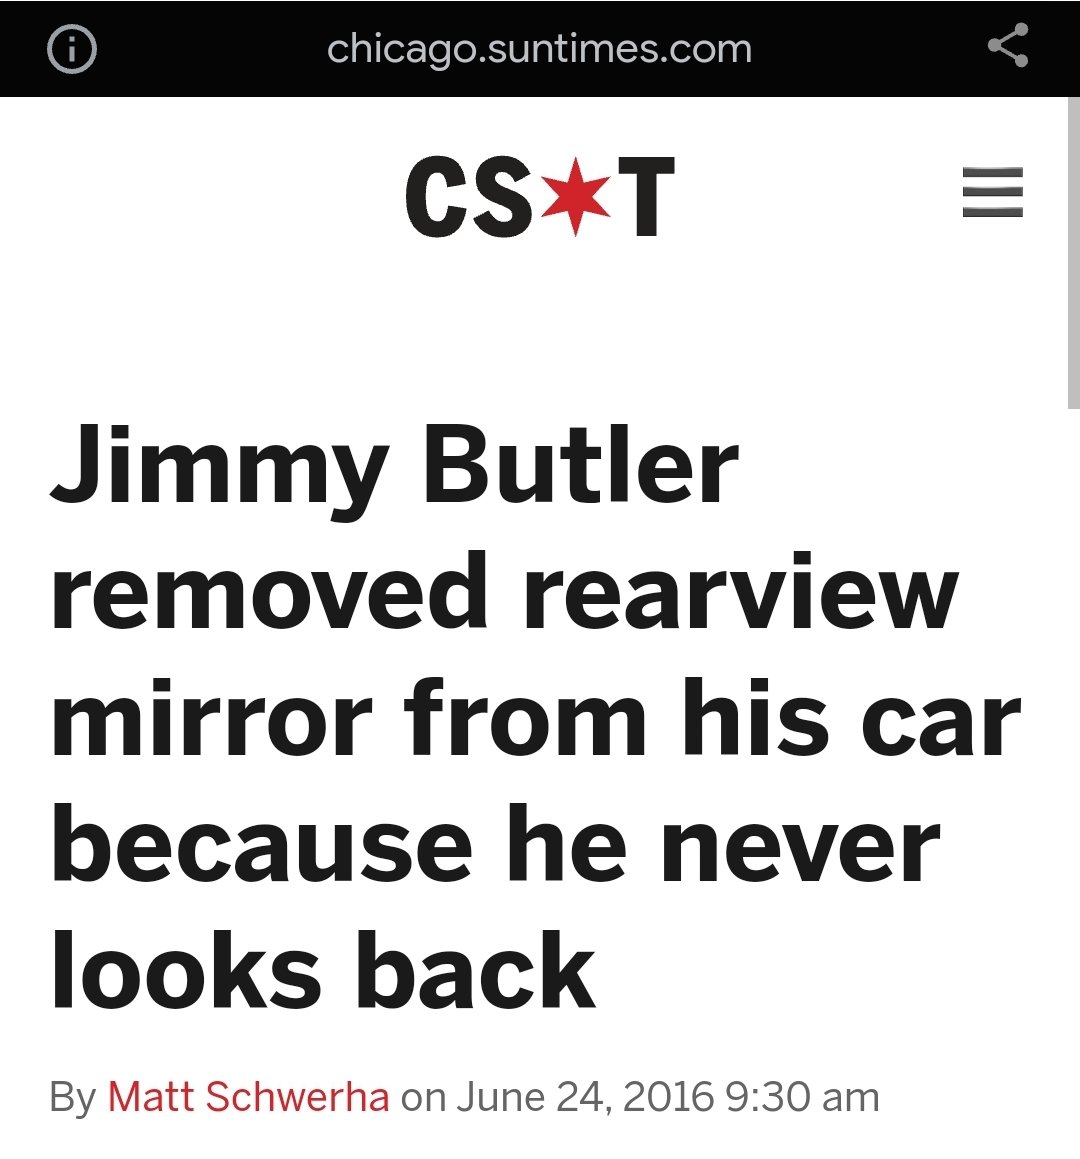 chicago.suntimes.com
CS★T
Jimmy Butler
removed rearview
mirror from his car
because he never
looks back
By Matt Schwerha on June 24, 2016 9:30 am